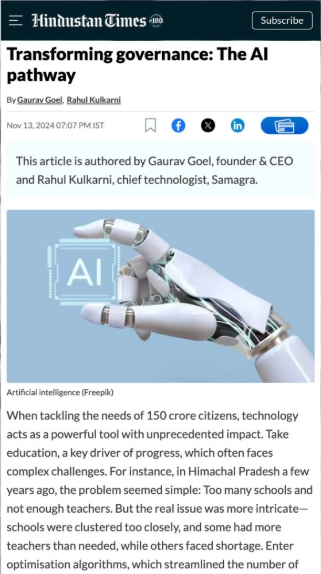 Hindustan Times
100
Subscribe
Transforming governance: The AI
pathway
By Gaurav Goel, Rahul Kulkarni
Nov 13, 2024 07:07 PM IST
This article is authored by Gaurav Goel, founder & CEO
and Rahul Kulkarni, chief technologist, Samagra.
AI
Artificial intelligence (Freepik)
When tackling the needs of 150 crore citizens, technology
acts as a powerful tool with unprecedented impact. Take
education, a key driver of progress, which often faces
complex challenges. For instance, in Himachal Pradesh a few
years ago, the problem seemed simple: Too many schools and
not enough teachers. But the real issue was more intricate—
schools were clustered too closely, and some had more
teachers than needed, while others faced shortage. Enter
optimisation algorithms, which streamlined the number of